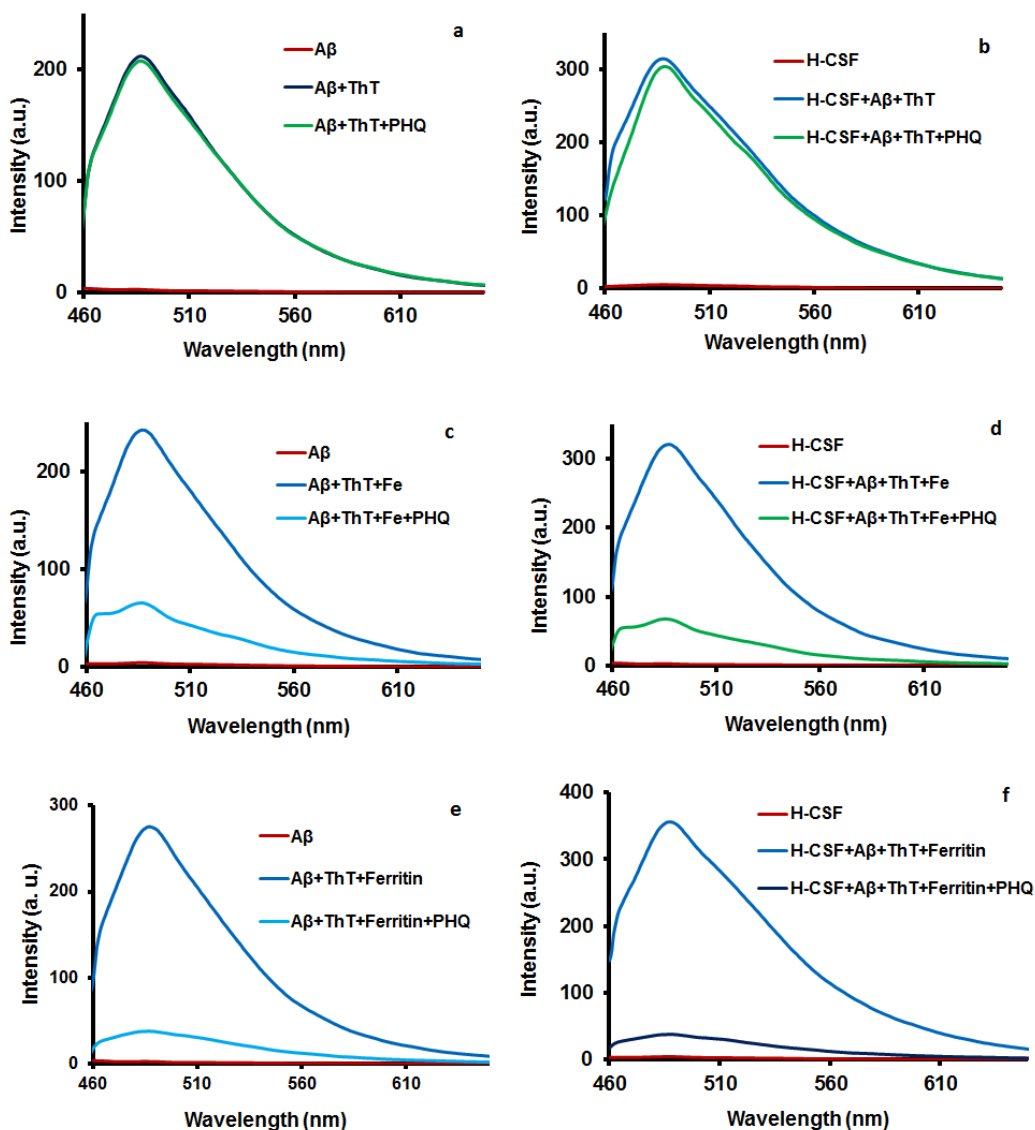 a
Aβ
Aβ+ThT
Aβ+ThT+PHQ
Intensity (a.u.)
200
100
0
460 510 560 610
Wavelength (nm)
b
H-CSF
H-CSF+Aβ+ThT
H-CSF+Aβ+ThT+PHQ
Intensity (a.u.)
300
200
100
0
460 510 560 610
Wavelength (nm)
c
Aβ
Aβ+ThT+Fe
Aβ+ThT+Fe+PHQ
Intensity (a.u.)
200
100
0
460 510 560 610
Wavelength (nm)
d
H-CSF
H-CSF+Aβ+ThT+Fe
H-CSF+Aβ+ThT+Fe+PHQ
Intensity (a.u.)
300
200
100
0
460 510 560 610
Wavelength (nm)
e
Aβ
Aβ+ThT+Ferritin
Aβ+ThT+Ferritin+PHQ
Intensity (a. u.)
300
200
100
0
460 510 560 610
Wavelength (nm)
f
H-CSF
H-CSF+Aβ+ThT+Ferritin
H-CSF+Aβ+ThT+Ferritin+PHQ
Intensity (a. u.)
400
300
200
100
0
460 510 560 610
Wavelength (nm)